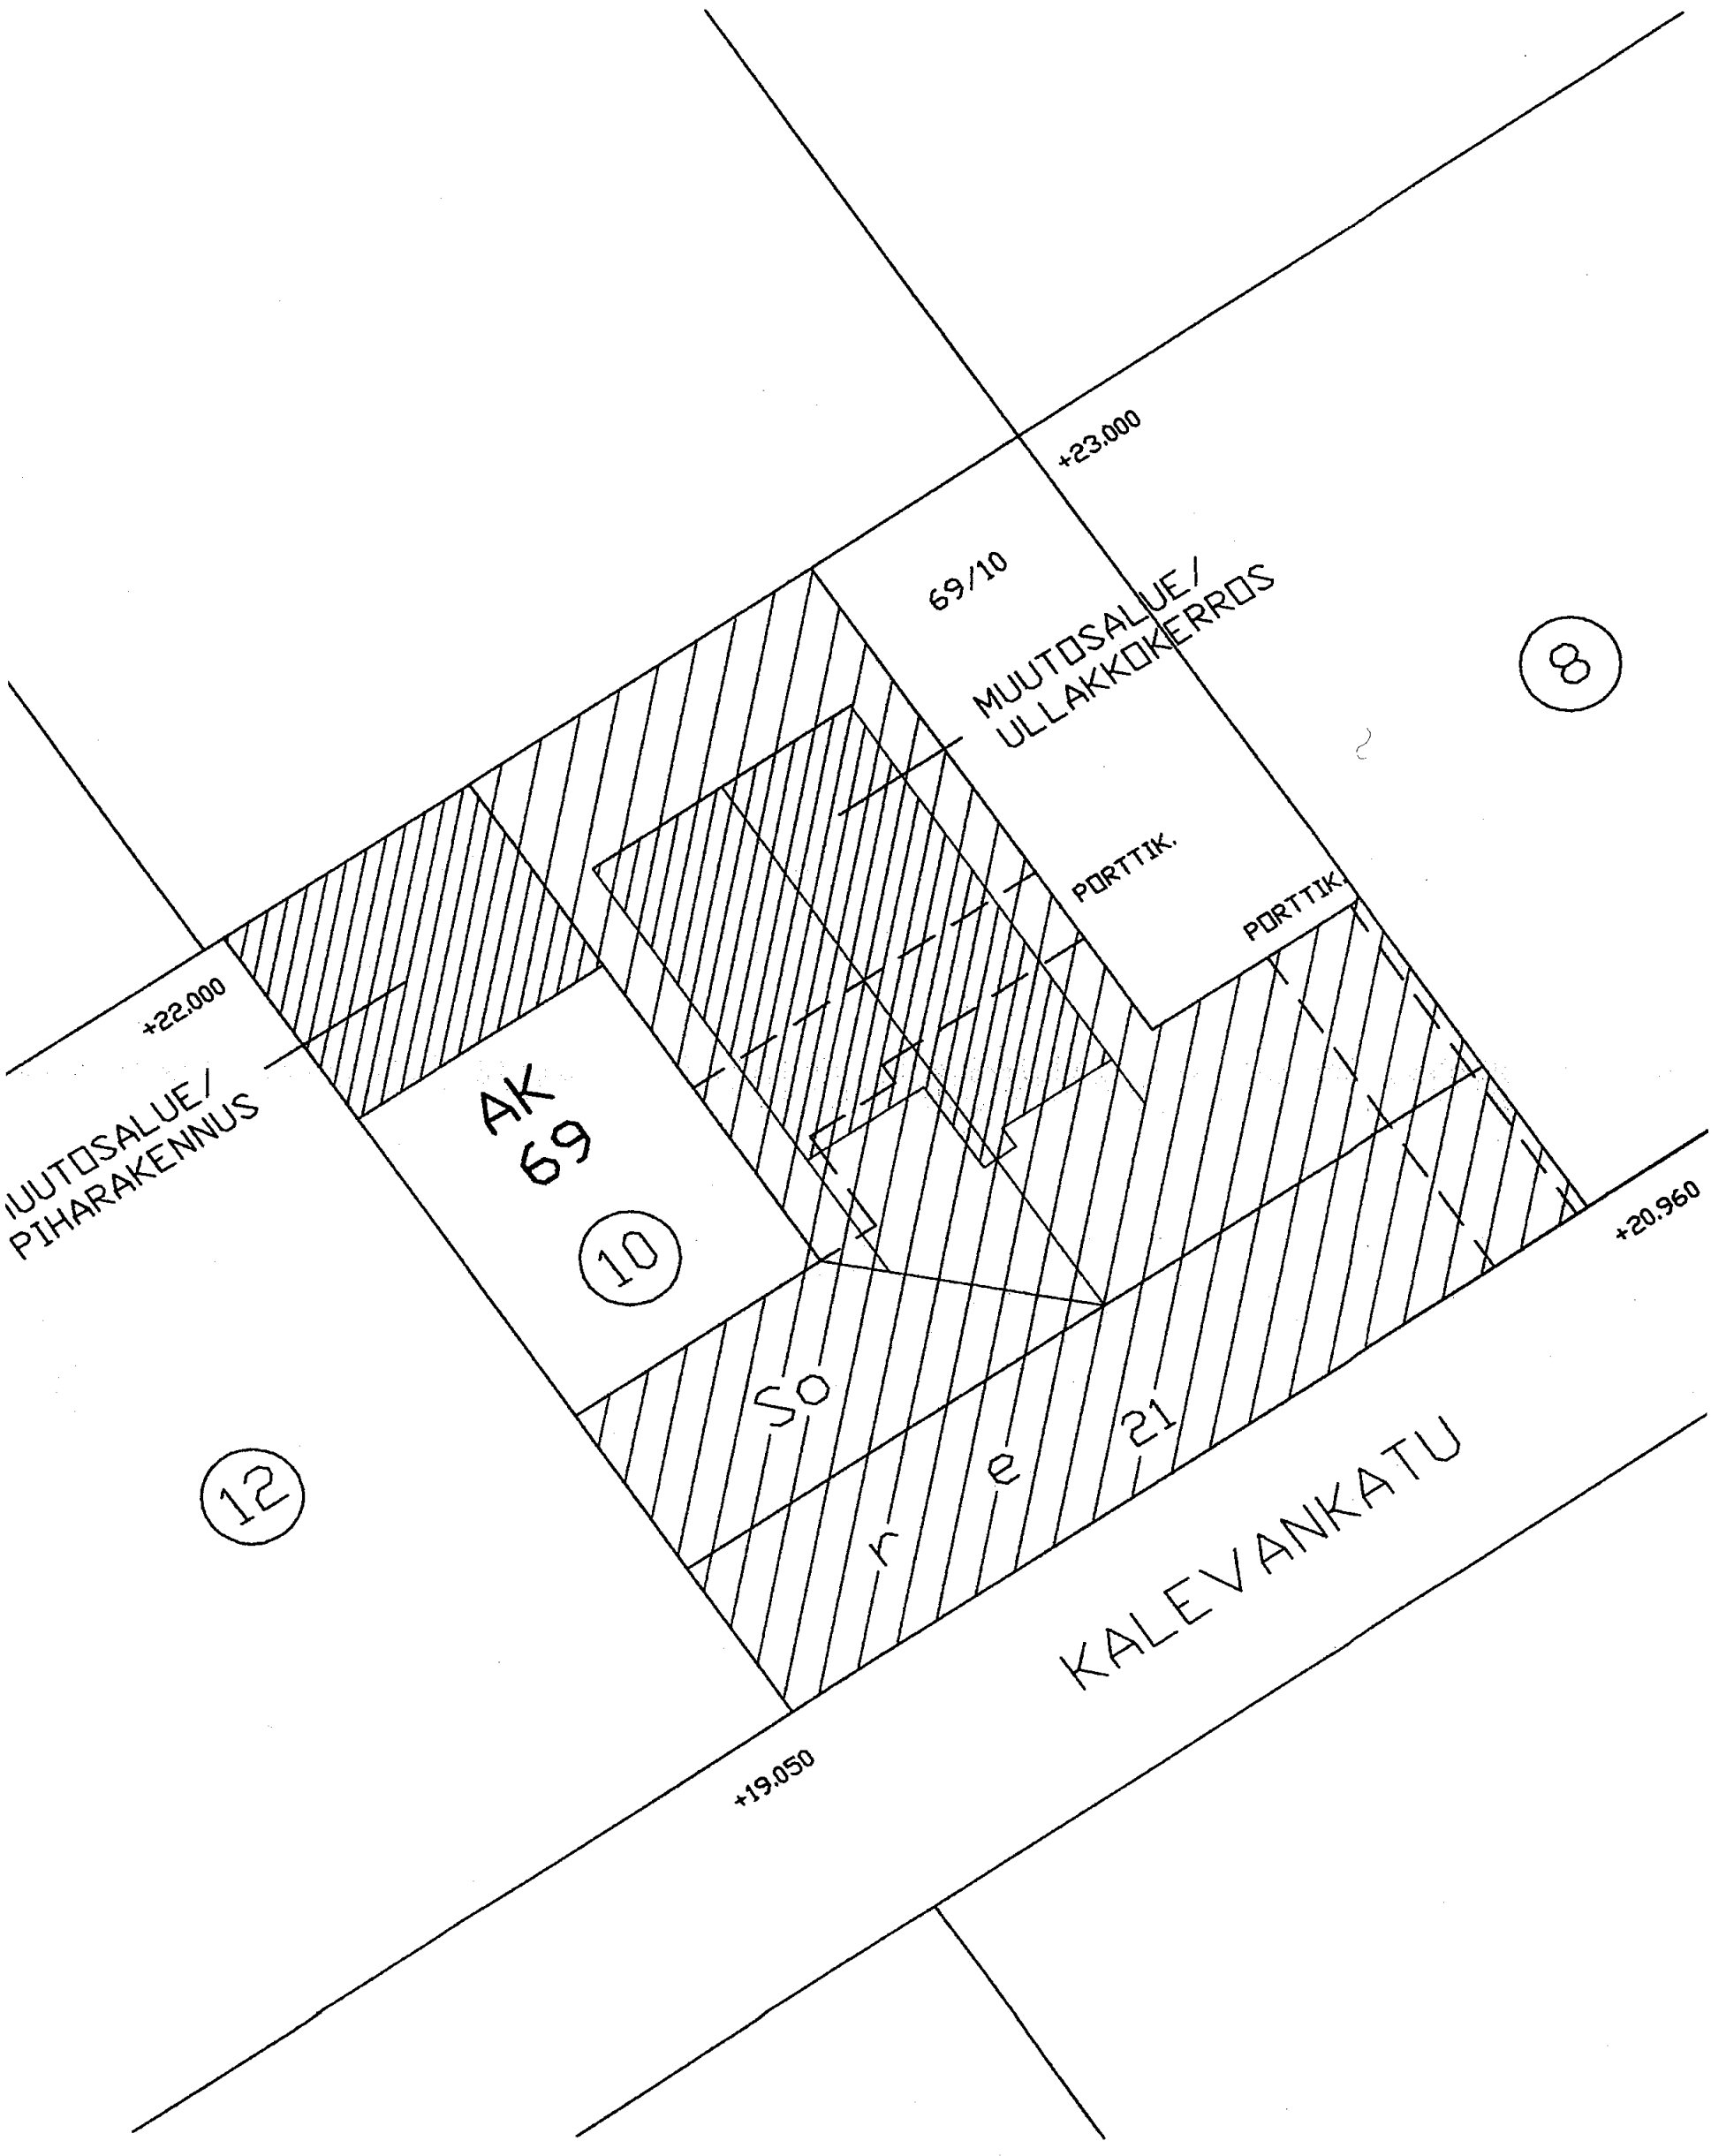 +23.000
69/10
MUUTOSALUE/
ULLAKKOKERROS
8
PORTTIK.
PORTTIK.
+22.000
IUUTOSALUE/
PIHARAKENNUS
AK
69
10
+20.960
So
r
e
21
12
KALEVANKATU
+19.050